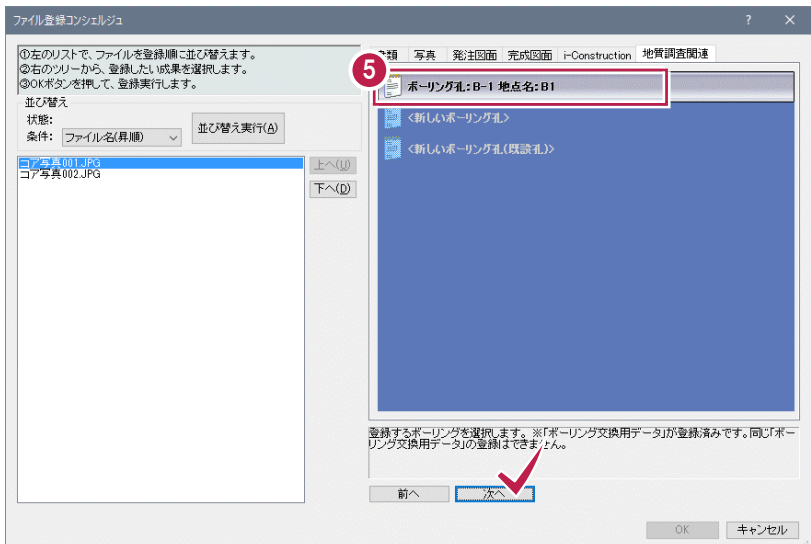 ファイル登録コンシェルジュ
? ×
①左のリストで、ファイルを登録順に並び替えます。
②右のツリーから、登録したい成果を選択します。
③OKボタンを押して、登録実行します。
並び替え
状態:
条件: ファイル名(昇順)
並び替え実行(A)
コア写真001.JPG
コア写真002.JPG
上へ(U)
下へ(D)
類 写真 発注図面 完成図面 i-Construction 地質調査関連
5
ボーリング孔:B-1 地点名:B1
<新しいボーリング孔>
<新しいボーリング孔(既設孔)>
登録するボーリングを選択します。※「ボーリング交換用データ」が登録済みです。同じ「ボー
リング交換用データ」の登録はできません。
前へ 次へ
OK キャンセル